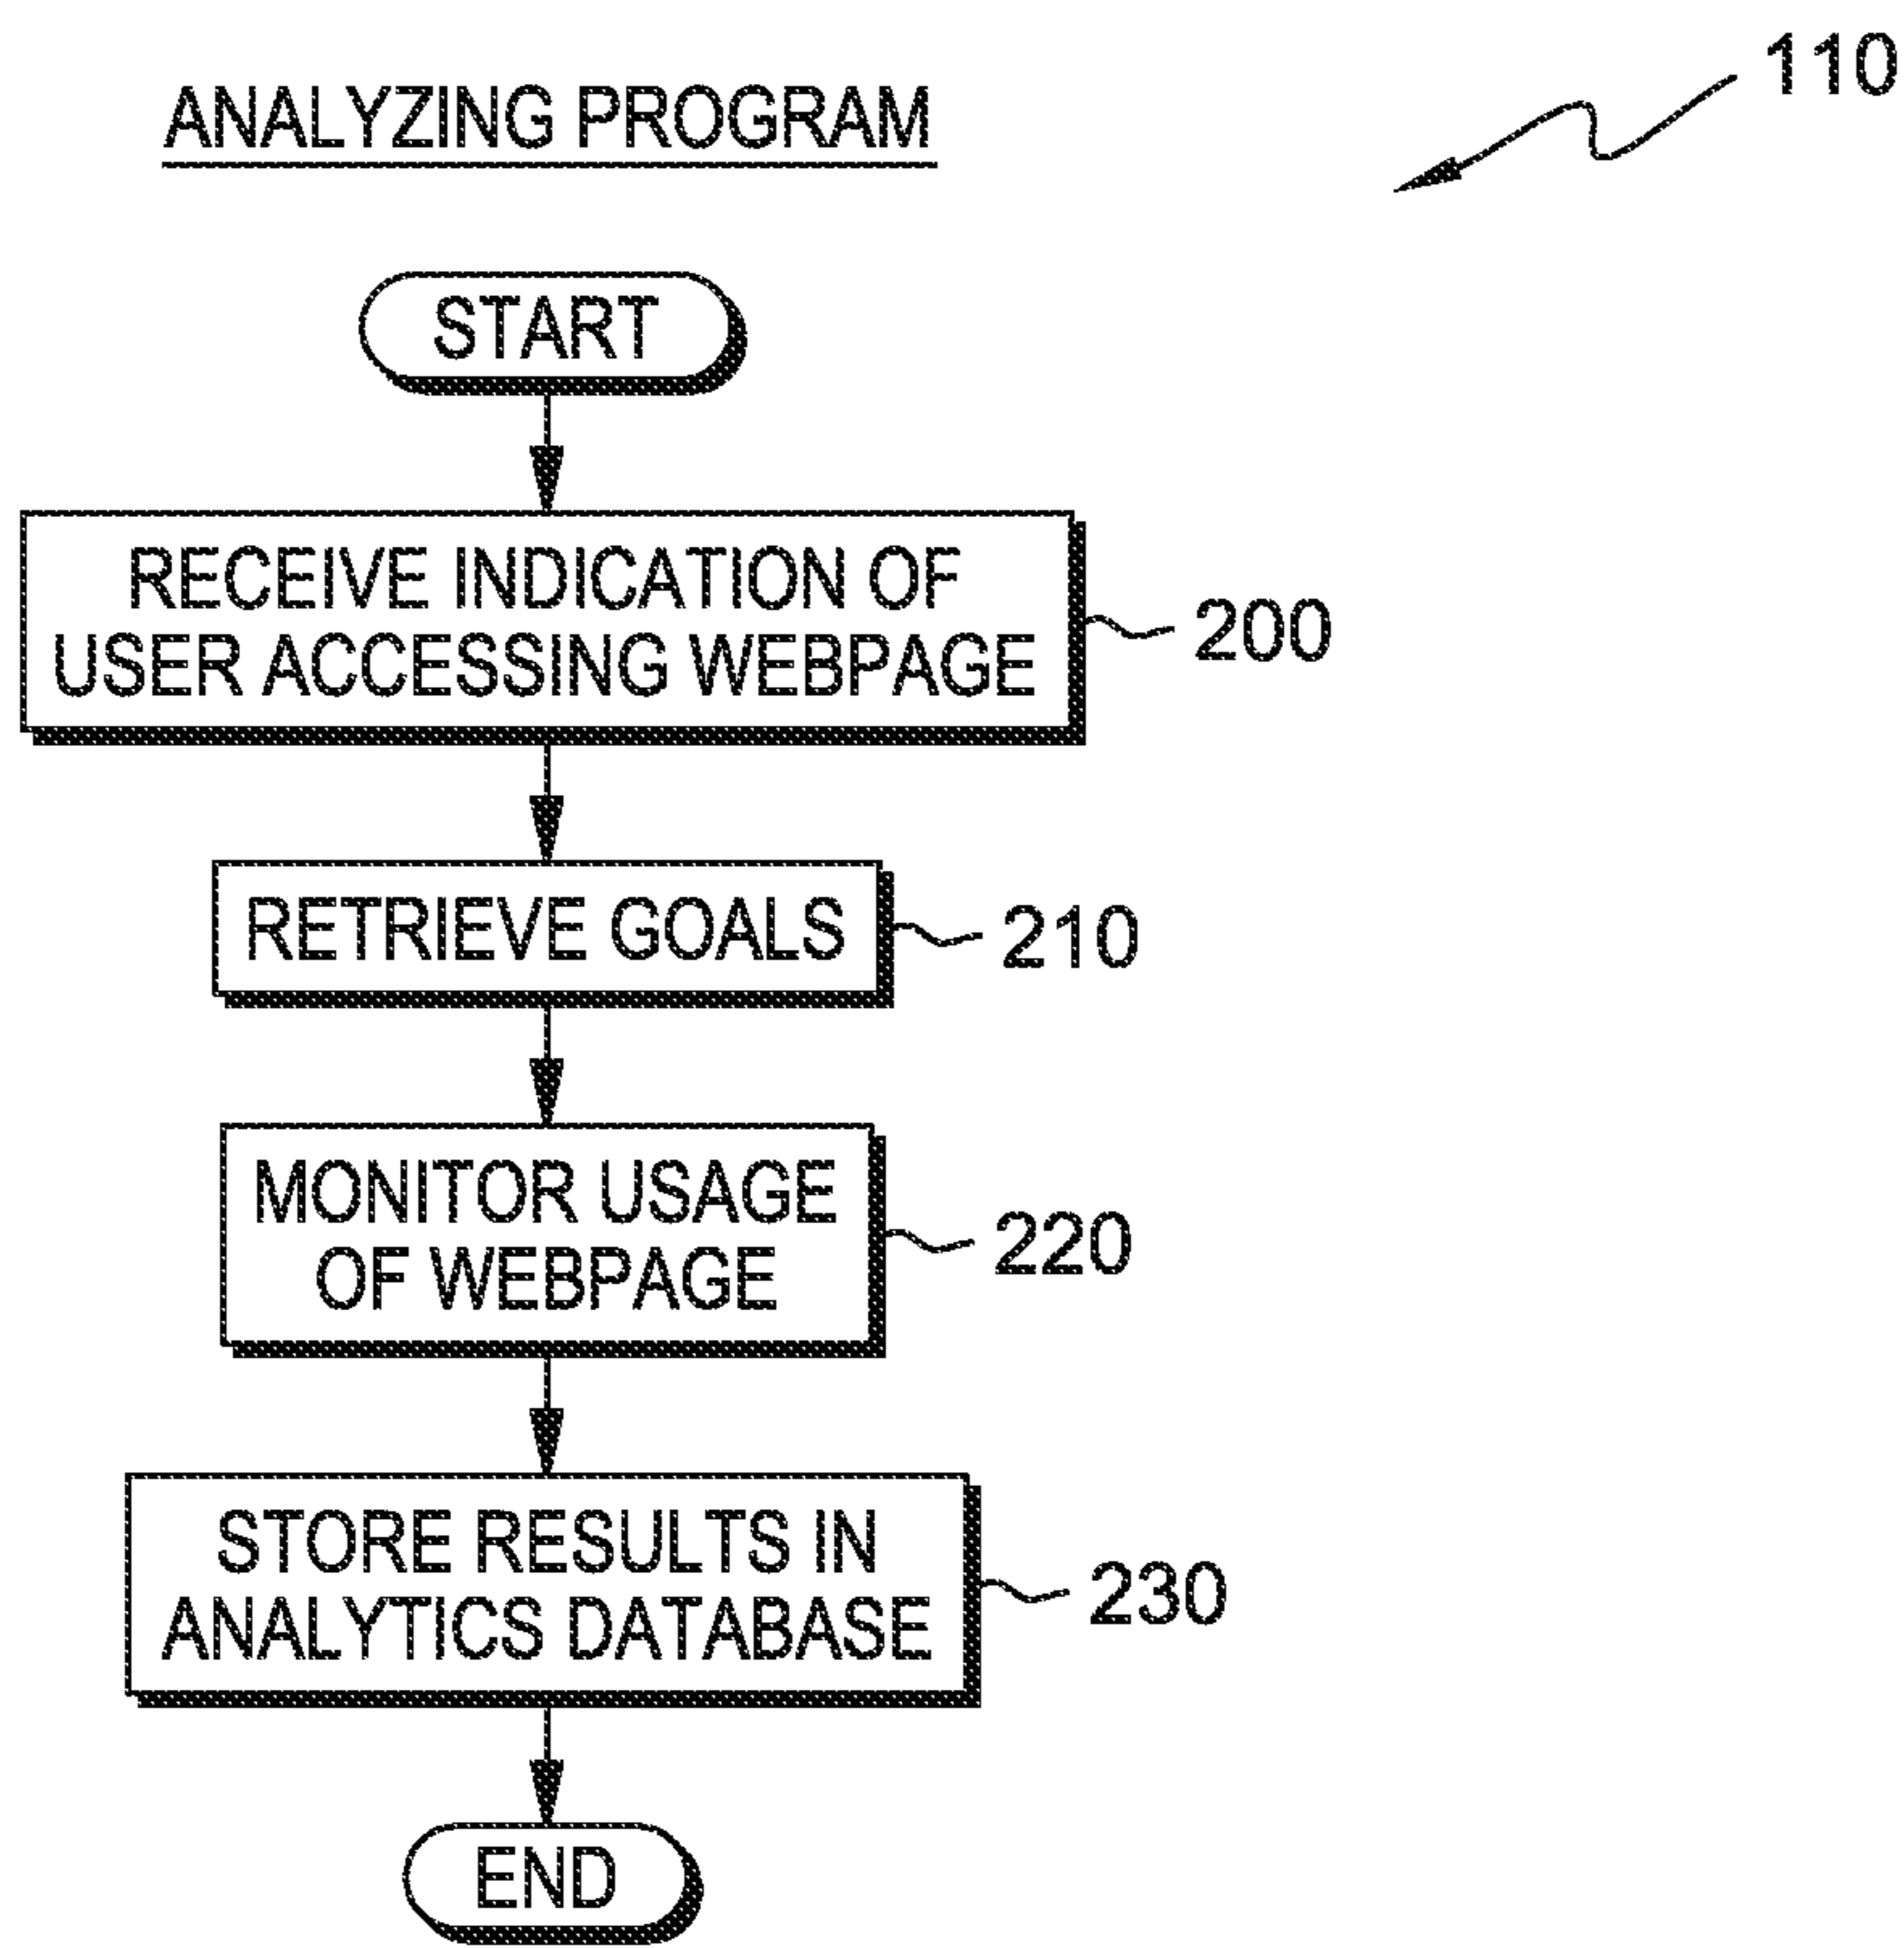 110
ANALYZING PROGRAM
START
RECEIVE INDICATION OF
USER ACCESSING WEBPAGE
200
RETRIEVE GOALS
210
MONITOR USAGE
OF WEBPAGE
220
STORE RESULTS IN
ANALYTICS DATABASE
230
END